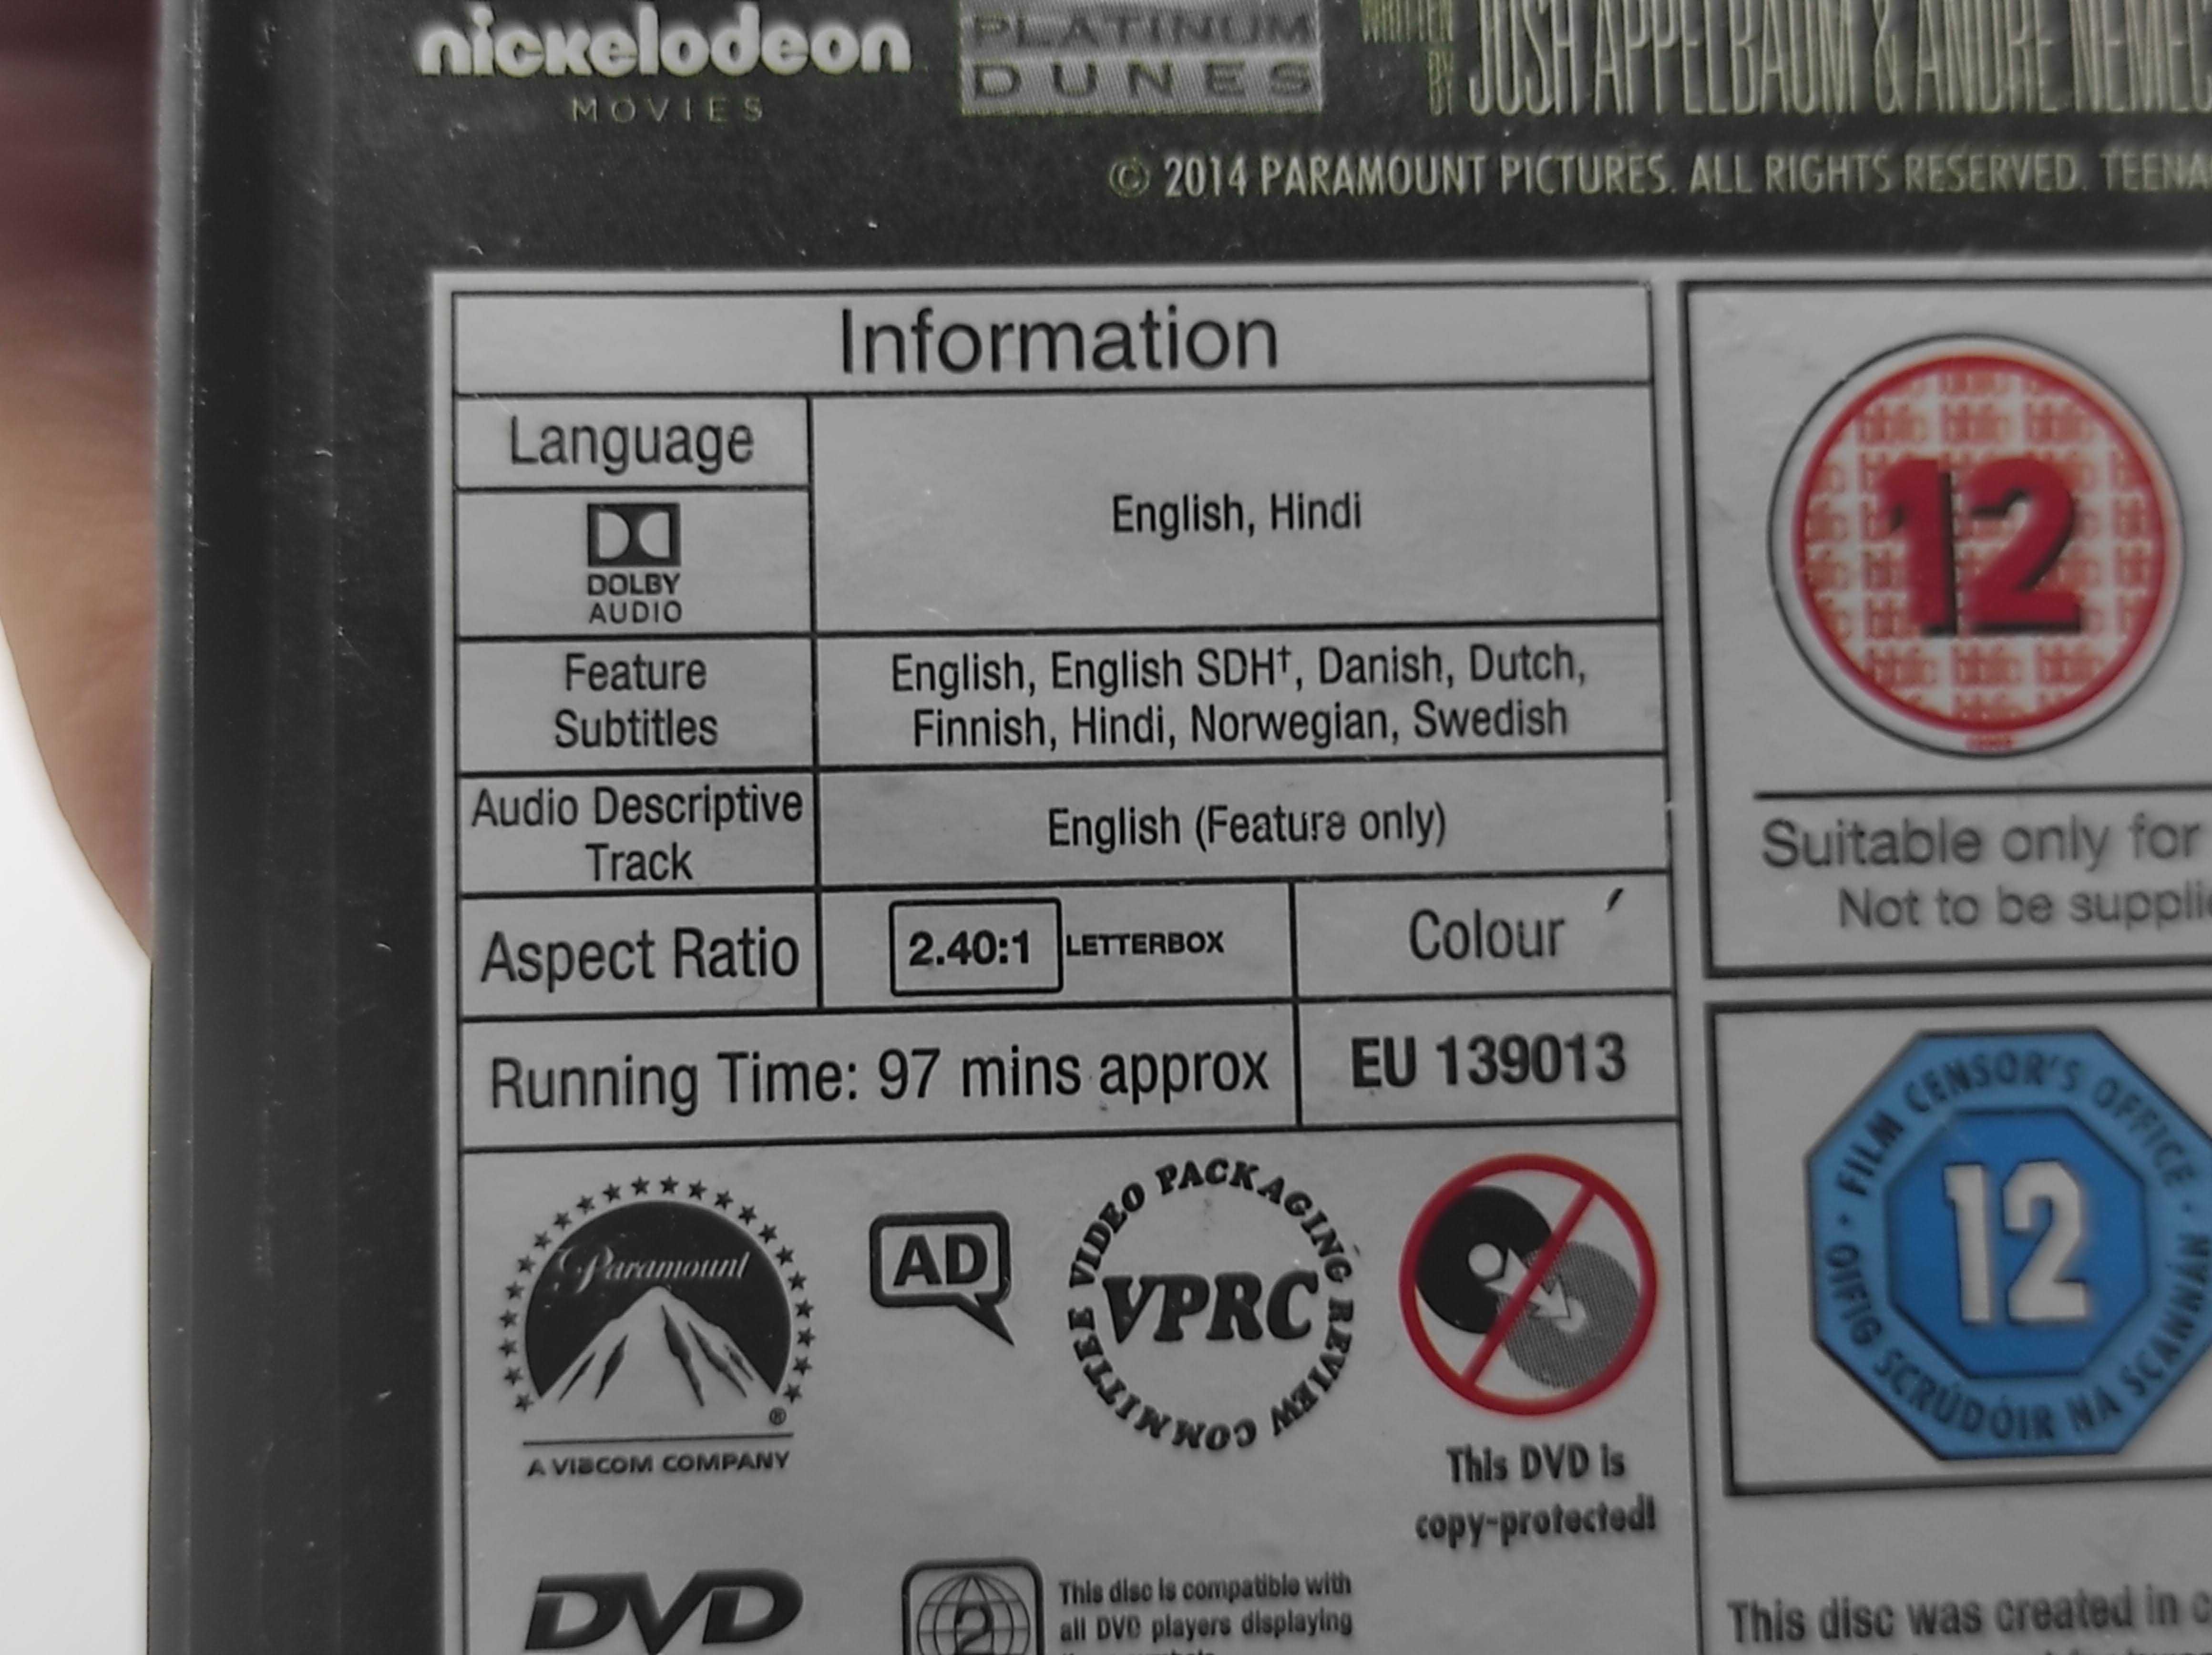 nickelodeon
MOVIES
PLATINUM
DUNES
WRITTEN
BY JOSH APPELBAUM & ANDRE
© 2014 PARAMOUNT PICTURES. ALL RIGHTS RESERVED.
Information
Language
DOLBY
AUDIO
English, Hindi
Feature
Subtitles
English, English SDH†, Danish, Dutch,
Finnish, Hindi, Norwegian, Swedish
Audio Descriptive
Track
English (Feature only)
Aspect Ratio
2.40:1 LETTERBOX
Colour
Running Time: 97 mins approx
EU 139013
Paramount
®
A VIACOM COMPANY
AD
VIDEO PACKAGING REVIEW COMMITTEE
VPRC
This DVD is
copy-protected!
DVD
2
This disc is compatible with
all DVD players displaying
12
Suitable only for
Not to be
FILM CENSOR'S OFFICE
12
OIFIG SCRÚDÓIR NA SCANNÁN
This disc was created in